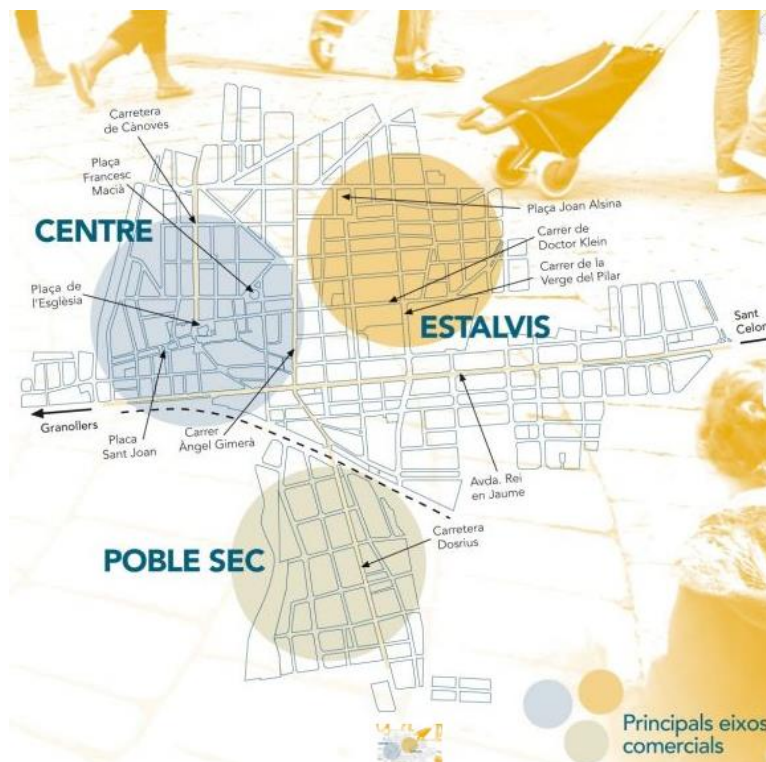 Carretera
de Cànoves
Plaça
Francesc
Macià
CENTRE
Plaça de
l'Esglèsia
Plaça Joan Alsina
Carrer de
Doctor Klein
Carrer de la
Verge del Pilar
ESTALVIS
Sant
Celon
Granollers
Placa
Sant Joan
Carrer
Àngel Gimerà
Avda. Rei
en Jaume
Carretera
Dosrius
POBLE SEC
Principals eixos
comercials